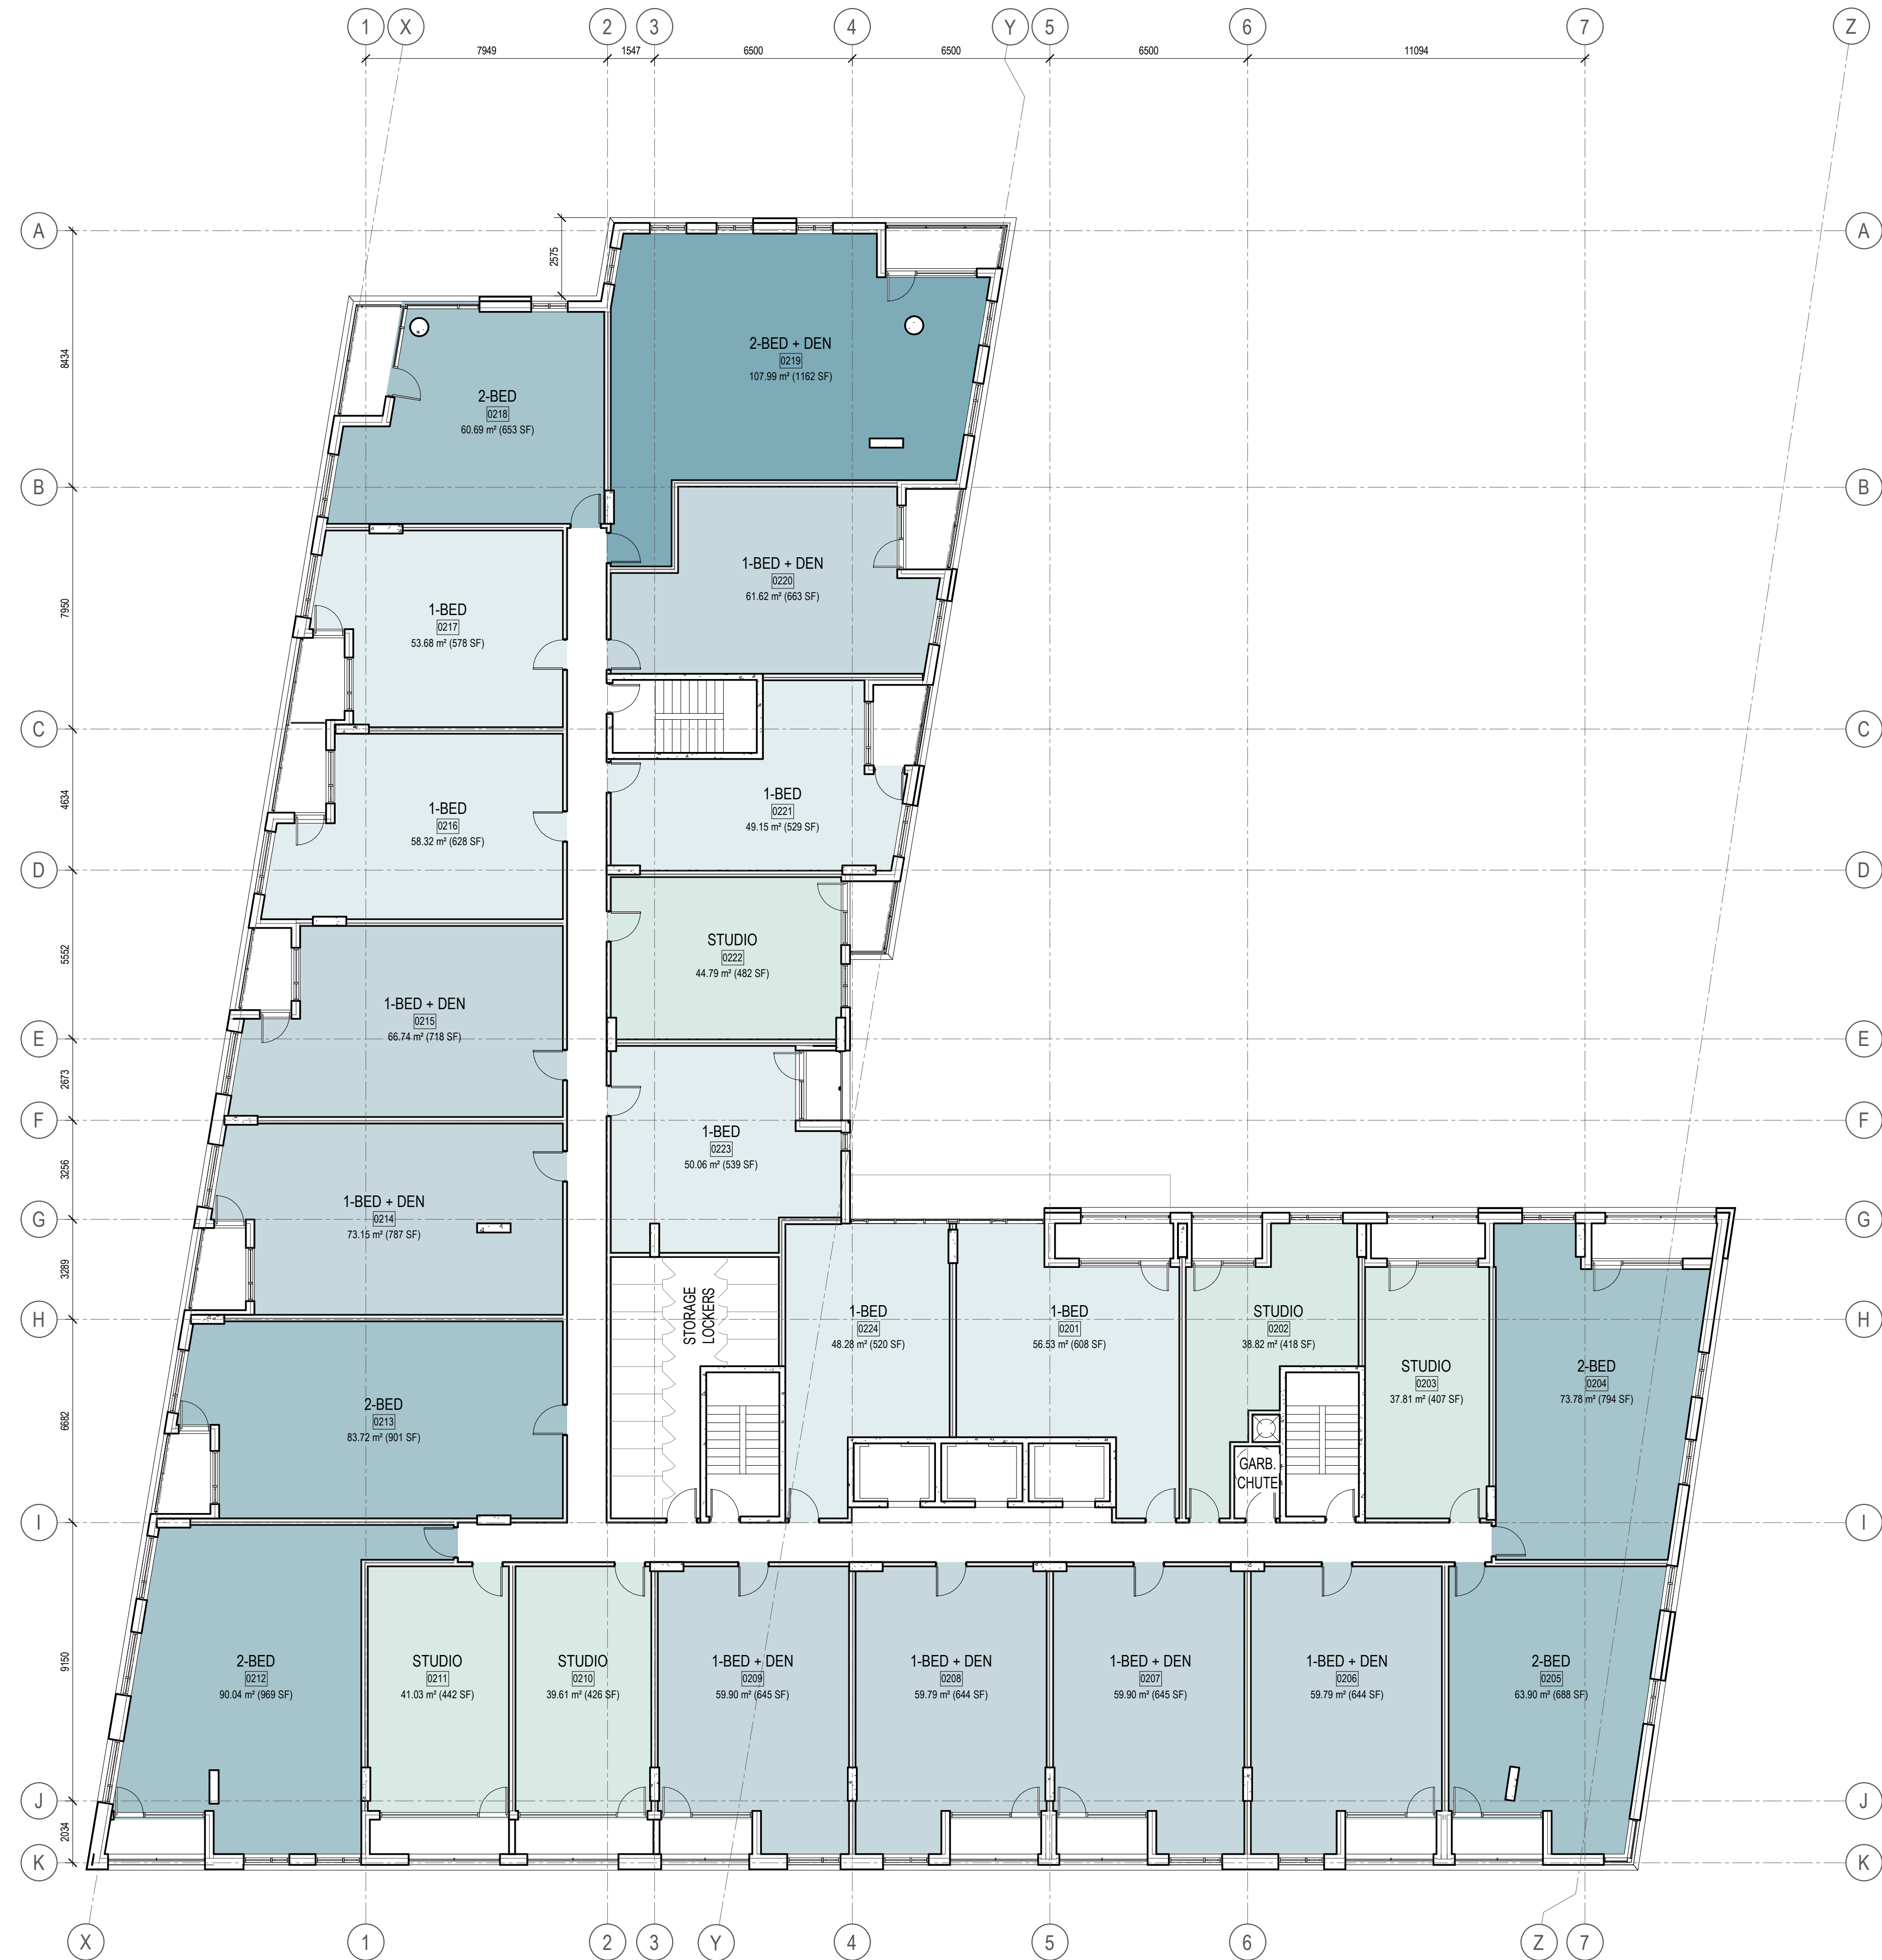 1
X
2
3
4
Y
5
6
7
Z
7949
1547
6500
6500
6500
11094
A
A
2575
8434
2-BED + DEN
0219
107.99 m² (1162 SF)
2-BED
0218
60.69 m² (653 SF)
B
B
7950
1-BED + DEN
0220
61.62 m² (663 SF)
1-BED
0217
53.68 m² (578 SF)
C
C
4634
1-BED
0221
49.15 m² (529 SF)
1-BED
0216
58.32 m² (628 SF)
D
D
5552
STUDIO
0222
44.79 m² (482 SF)
1-BED + DEN
0215
66.74 m² (718 SF)
E
E
2673
F
F
3256
1-BED
0223
50.06 m² (539 SF)
1-BED + DEN
0214
73.15 m² (787 SF)
G
G
3289
STORAGE
LOCKERS
1-BED
0224
48.28 m² (520 SF)
1-BED
0201
56.53 m² (608 SF)
STUDIO
0202
38.82 m² (418 SF)
H
H
STUDIO
0203
37.81 m² (407 SF)
2-BED
0204
73.78 m² (794 SF)
6682
2-BED
0213
83.72 m² (901 SF)
GARB.
CHUTE
I
I
9150
2-BED
0212
90.04 m² (969 SF)
STUDIO
0211
41.03 m² (442 SF)
STUDIO
0210
39.61 m² (426 SF)
1-BED + DEN
0209
59.90 m² (645 SF)
1-BED + DEN
0208
59.79 m² (644 SF)
1-BED + DEN
0207
59.90 m² (645 SF)
1-BED + DEN
0206
59.79 m² (644 SF)
2-BED
0205
63.90 m² (688 SF)
J
J
2034
K
K
X
1
2
3
Y
4
5
6
Z
7